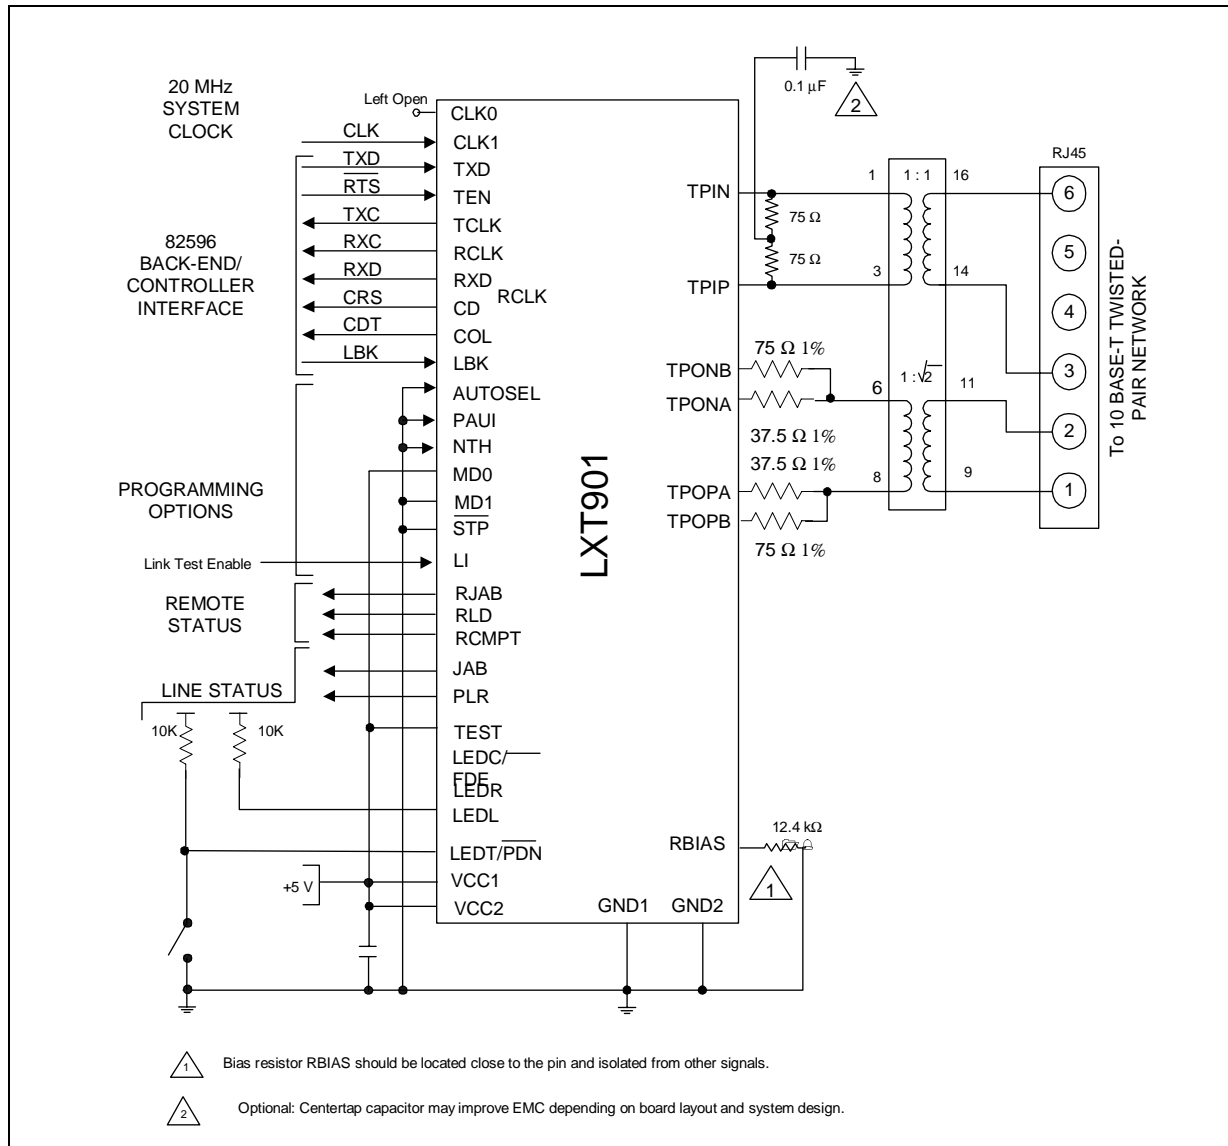 20 MHz
SYSTEM
CLOCK
82596
BACK-END/
CONTROLLER
INTERFACE
PROGRAMMING
OPTIONS
Link Test Enable
REMOTE
STATUS
LINE STATUS
10K
10K
+5 V
Left Open
CLK
TXD
RTS
TXC
RXC
RXD
CRS
CDT
LBK
CLK0
CLK1
TXD
TEN
TCLK
RCLK
RXD
RCLK
CD
COL
LBK
AUTOSEL
PAUI
NTH
MD0
MD1
STP
LI
RJAB
RLD
RCMPT
JAB
PLR
TEST
LEDC/
FDE
LEDR
LEDL
LEDT/PDN
VCC1
VCC2
LXT901
GND1 GND2
TPIN
TPIP
TPONB
TPONA
TPOPA
TPOPB
RBIAS
0.1 µF
2
75 Ω
75 Ω
75 Ω 1%
37.5 Ω 1%
37.5 Ω 1%
75 Ω 1%
12.4 kΩ
1
1 1 : 1 16
3 14
6 1 : √2 11
8 9
RJ45
6
5
4
3
2
1
To 10 BASE-T TWISTED-
PAIR NETWORK
1 Bias resistor RBIAS should be located close to the pin and isolated from other signals.
2 Optional: Centertap capacitor may improve EMC depending on board layout and system design.